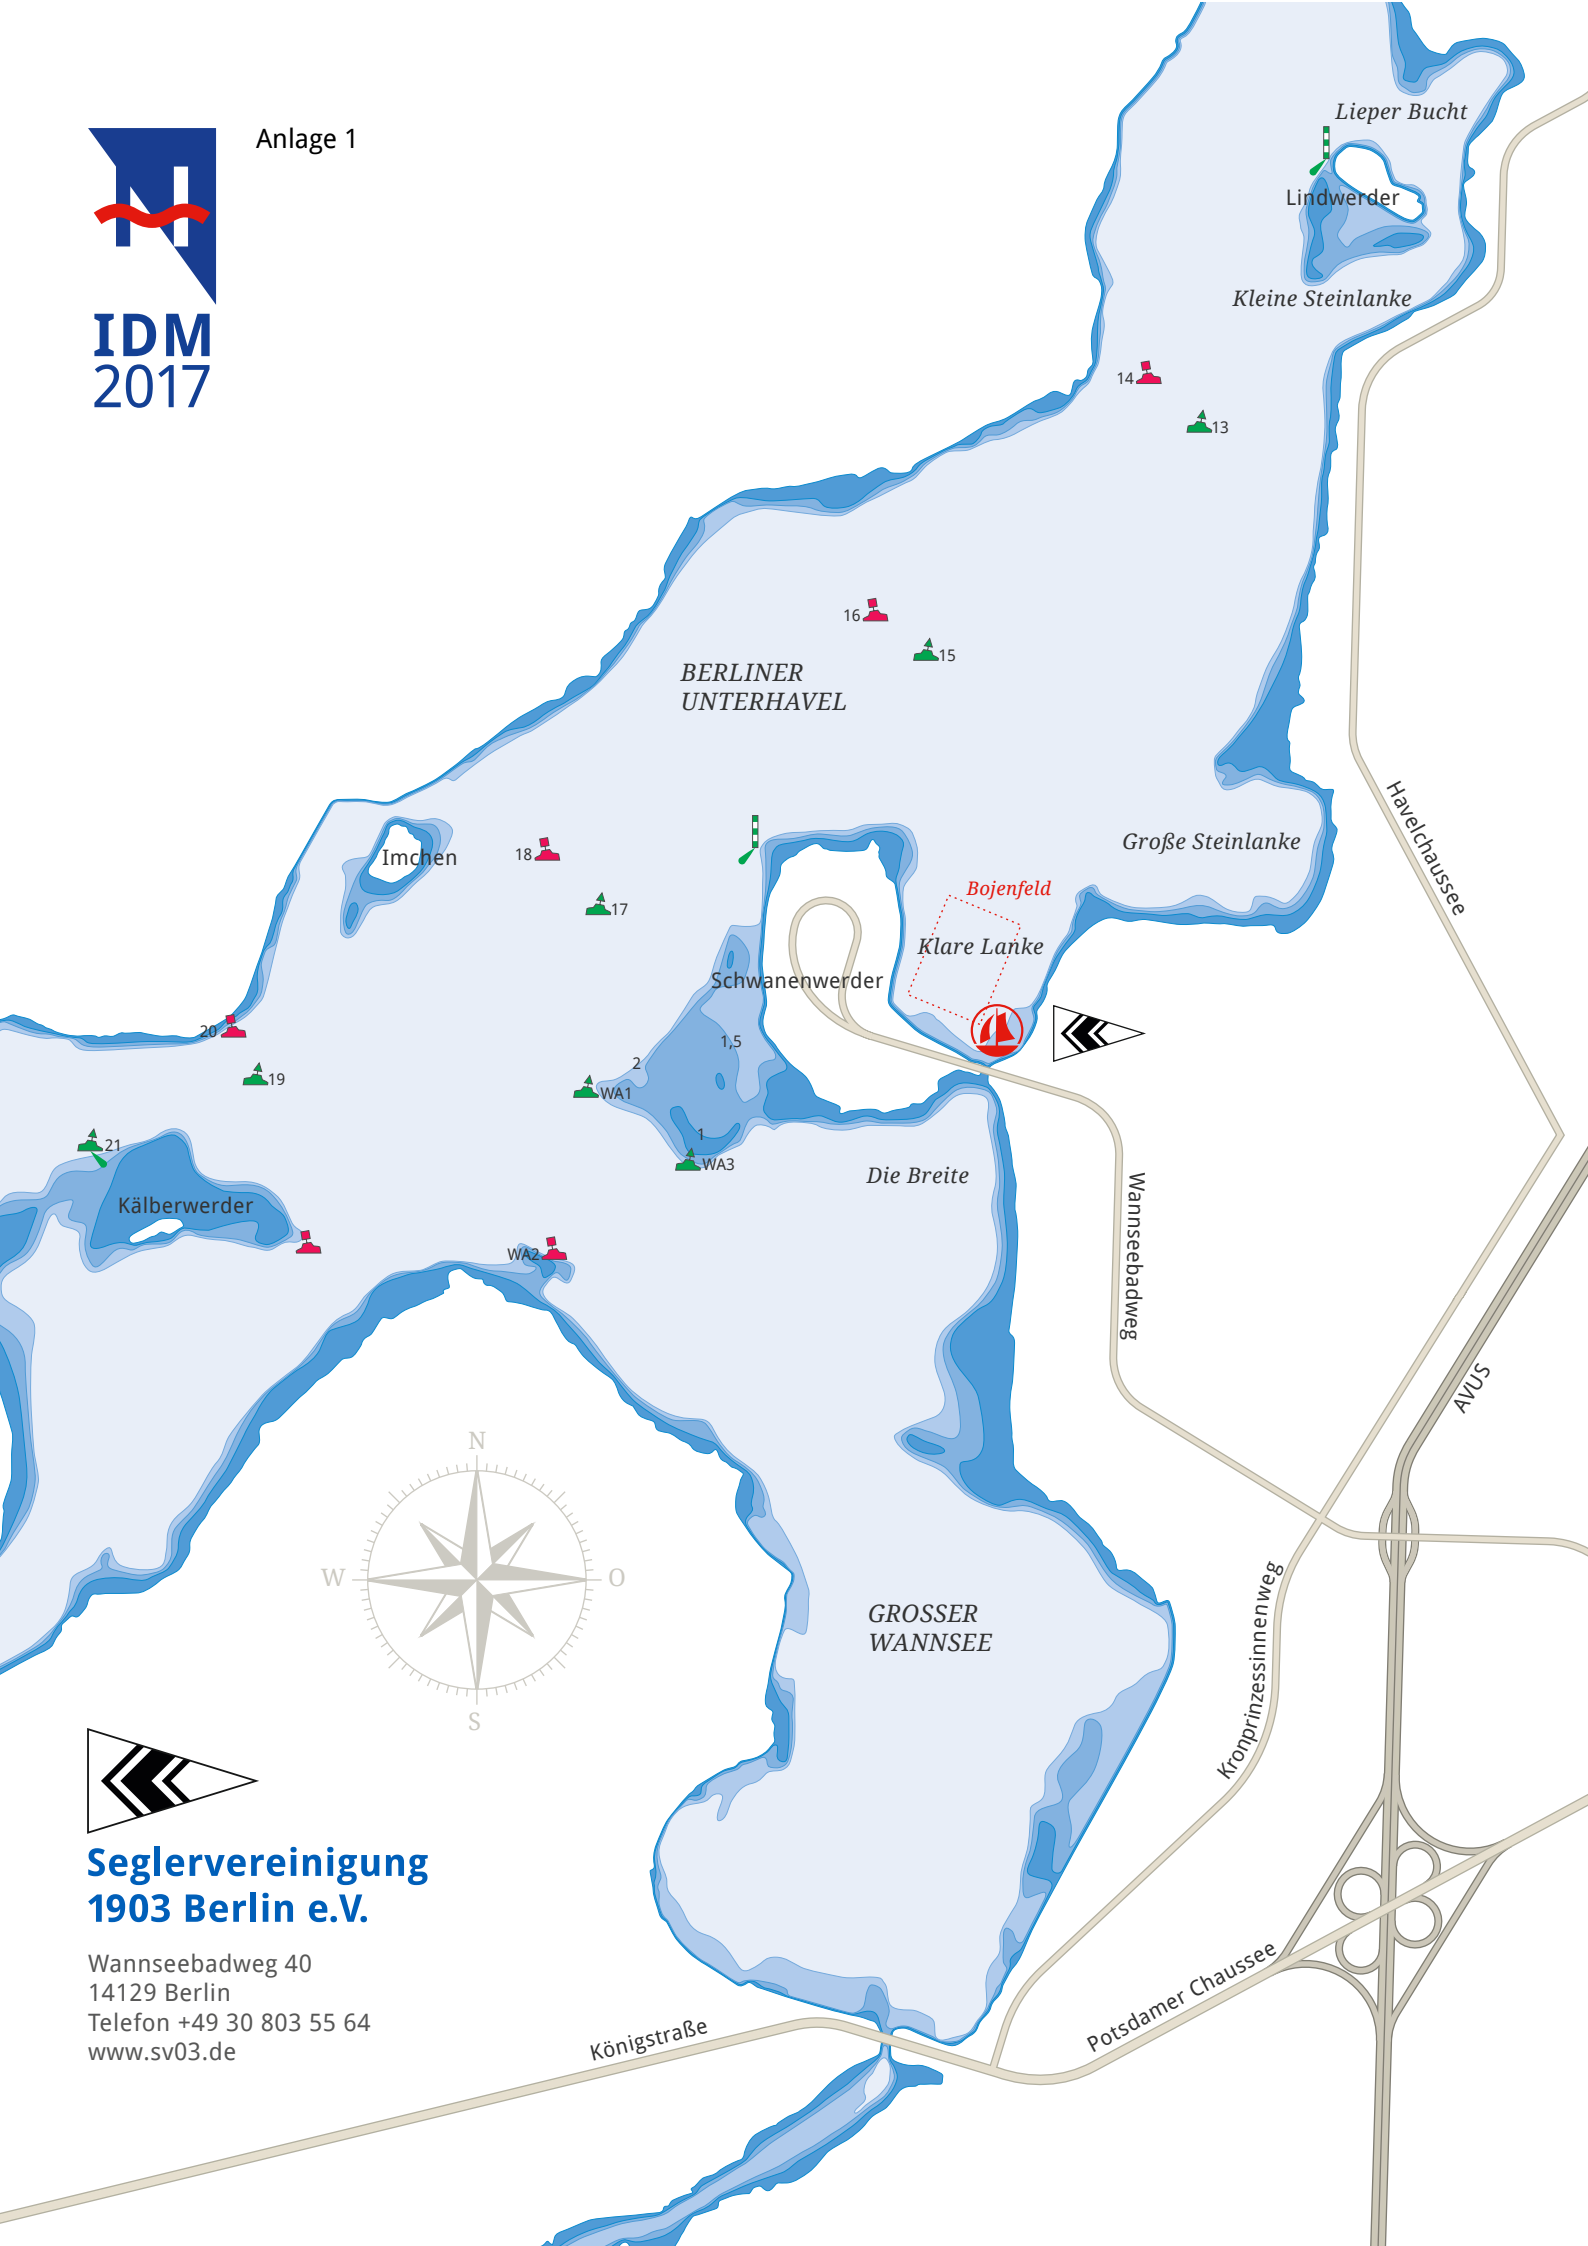 Anlage 1
IDM
2017
Lieper Bucht
Lindwerder
Kleine Steinlanke
14
13
16
15
BERLINER
UNTERHAVEL
Havelchaussee
Große Steinlanke
Imchen
18
17
Bojenfeld
Klare Lanke
Schwanenwerder
20
19
1,5
2
WA1
21
1
WA3
Die Breite
Kälberwerder
WA2
Wannseebadweg
AVUS
N
W
O
S
GROSSER
WANNSEE
Kronprinzessinnenweg
Seglervereinigung
1903 Berlin e.V.
Wannseebadweg 40
14129 Berlin
Telefon +49 30 803 55 64
www.sv03.de
Königstraße
Potsdamer Chaussee